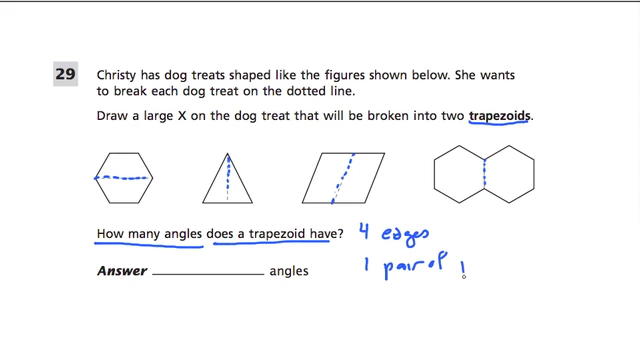 29 Christy has dog treats shaped like the figures shown below. She wants
to break each dog treat on the dotted line.
Draw a large X on the dog treat that will be broken into two trapezoids.
How many angles does a trapezoid have? 4 edges
Answer ____________ angles 1 pair of